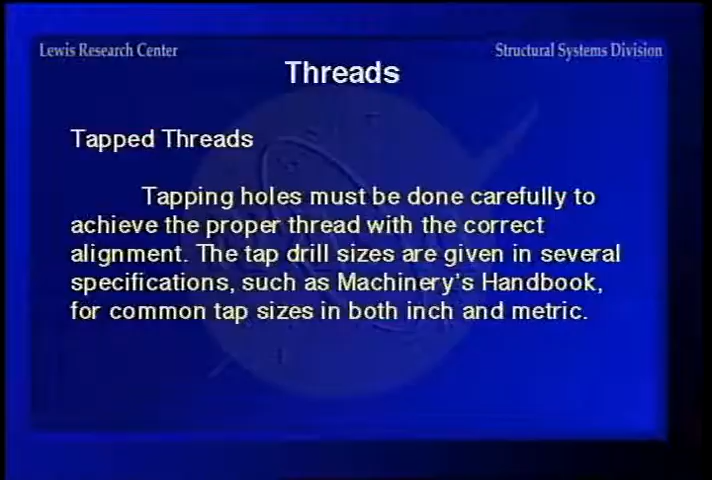 Lewis Research Center
Structural Systems Division
Threads
Tapped Threads
Tapping holes must be done carefully to
achieve the proper thread with the correct
alignment. The tap drill sizes are given in several
specifications, such as Machinery's Handbook,
for common tap sizes in both inch and metric.